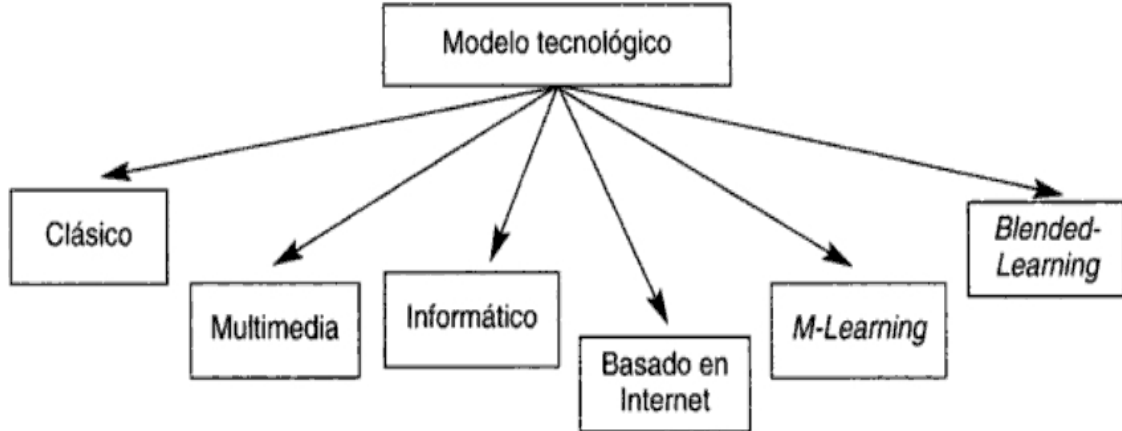 Modelo tecnológico
Clásico
Multimedia
Informático
Basado en
Internet
M-Learning
Blended-
Learning